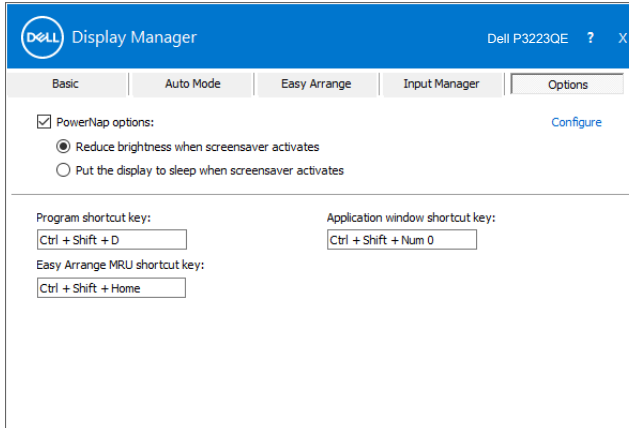 DELL Display Manager Dell P3223QE ? X
Basic Auto Mode Easy Arrange Input Manager Options
PowerNap options: Configure
Reduce brightness when screensaver activates
Put the display to sleep when screensaver activates
Program shortcut key: Application window shortcut key:
Ctrl + Shift + D Ctrl + Shift + Num 0
Easy Arrange MRU shortcut key:
Ctrl + Shift + Home